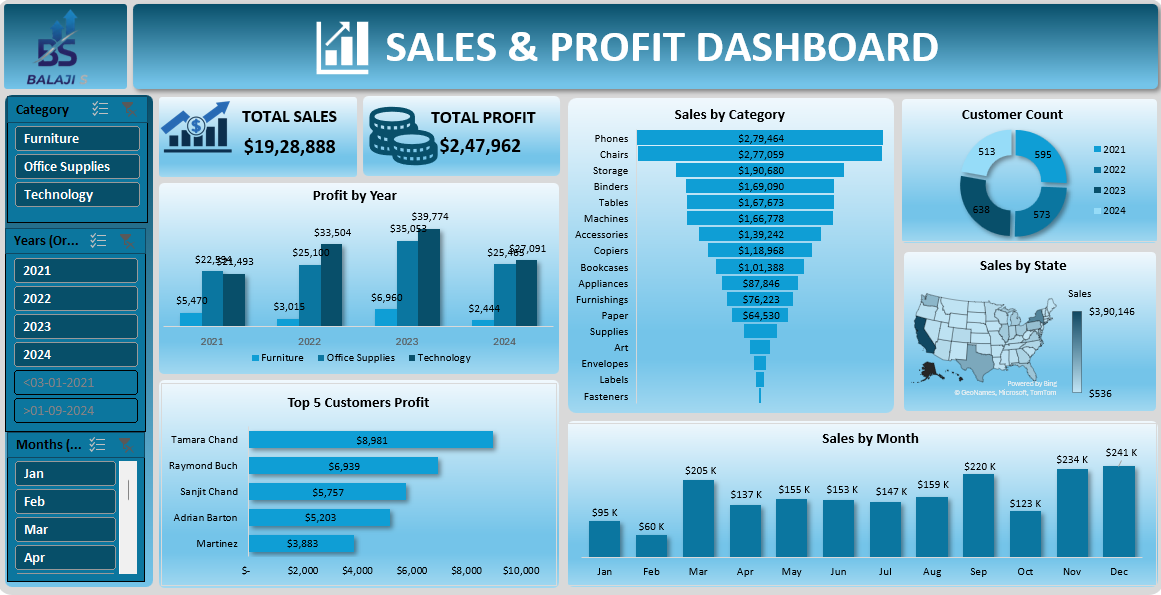 BS
BALAJI S
SALES & PROFIT DASHBOARD
Category
Furniture
Office Supplies
Technology
Years (Or...
2021
2022
2023
2024
<03-01-2021
>01-09-2024
Months (...
Jan
Feb
Mar
Apr
TOTAL SALES
$19,28,888
TOTAL PROFIT
$2,47,962
Profit by Year
$5,470
$21,493
$3,015
$25,100
$33,504
$6,960
$35,053
$39,774
$2,444
$27,091
2021 2022 2023 2024
Furniture Office Supplies Technology
Top 5 Customers Profit
Tamara Chand $8,981
Raymond Buch $6,939
Sanjit Chand $5,757
Adrian Barton $5,203
Martinez $3,883
$- $2,000 $4,000 $6,000 $8,000 $10,000
Sales by Category
Phones $2,79,464
Chairs $2,77,059
Storage $1,90,680
Binders $1,69,090
Tables $1,67,673
Machines $1,66,778
Accessories $1,39,242
Copiers $1,18,968
Bookcases $1,01,388
Appliances $87,846
Furnishings $76,223
Paper $64,530
Supplies
Art
Envelopes
Labels
Fasteners
Customer Count
513 595
638 573
2021
2022
2023
2024
Sales by State
Sales
$3,90,146
$536
Powered by Bing
© GeoNames, Microsoft, TomTom
Sales by Month
$95 K $60 K $205 K $137 K $155 K $153 K $147 K $159 K $220 K $123 K $234 K $241 K
Jan Feb Mar Apr May Jun Jul Aug Sep Oct Nov Dec